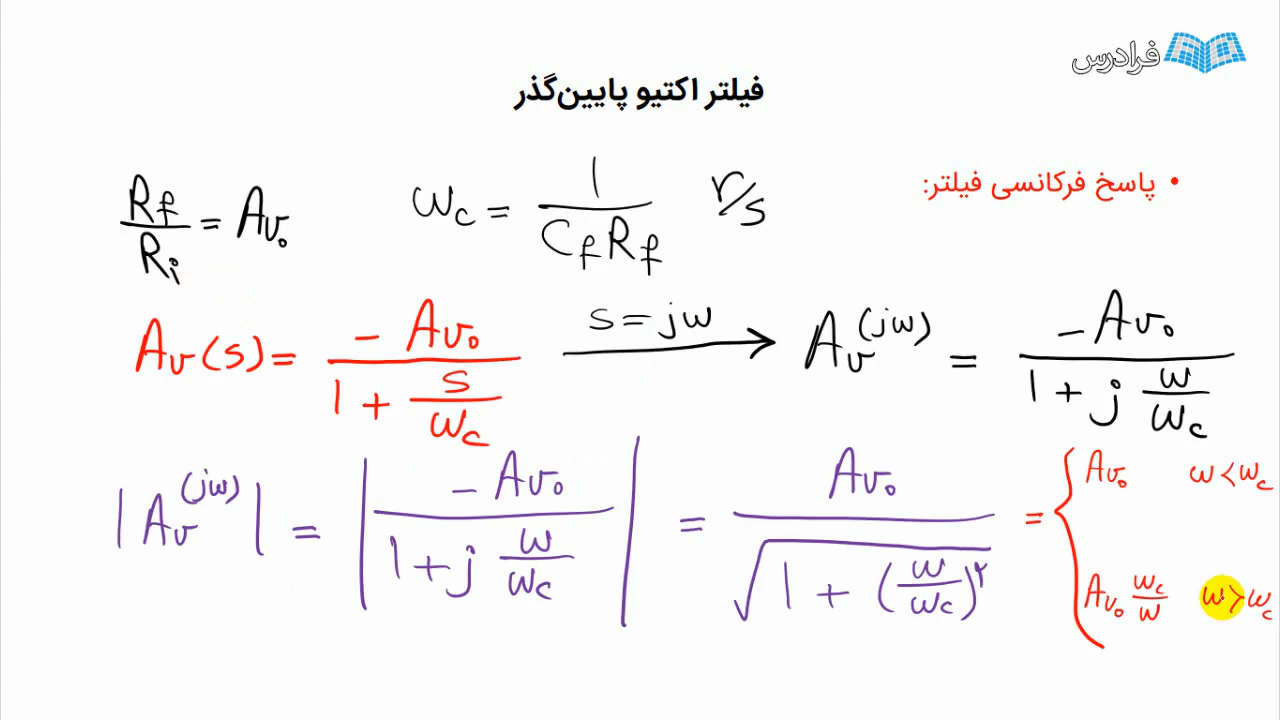 فرادرس
فیلتر اکتیو پایین‌گذر
• پاسخ فرکانسی فیلتر:
Rf/Ri = Av₀    ωc = 1/(Cf Rf)    r/s
Av(s) = -Av₀/(1 + s/ωc)    s = jω →    Av(jω) = -Av₀/(1 + j ω/ωc)
|Av(jω)| = |-Av₀/(1 + j ω/ωc)| = Av₀/√(1 + (ω/ωc)^۲) = { Av₀    ω < ωc
Av₀ ωc/ω    ω > ωc